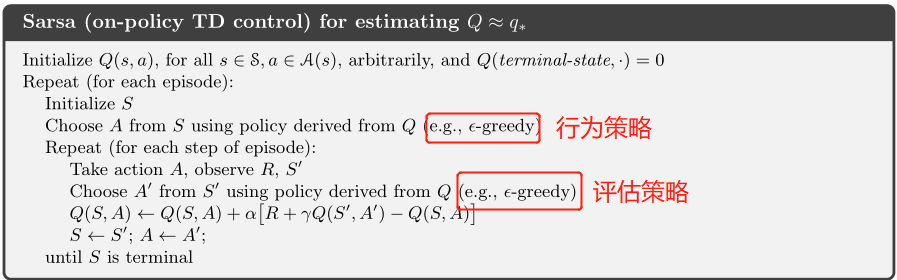 Sarsa (on-policy TD control) for estimating Q ≈ q*
Initialize Q(s, a), for all s ∈ S, a ∈ A(s), arbitrarily, and Q(terminal-state, ·) = 0
Repeat (for each episode):
Initialize S
Choose A from S using policy derived from Q (e.g., ϵ-greedy) 行为策略
Repeat (for each step of episode):
Take action A, observe R, S′
Choose A′ from S′ using policy derived from Q (e.g., ϵ-greedy) 评估策略
Q(S, A) ← Q(S, A) + α[R + γQ(S′, A′) − Q(S, A)]
S ← S′; A ← A′;
until S is terminal